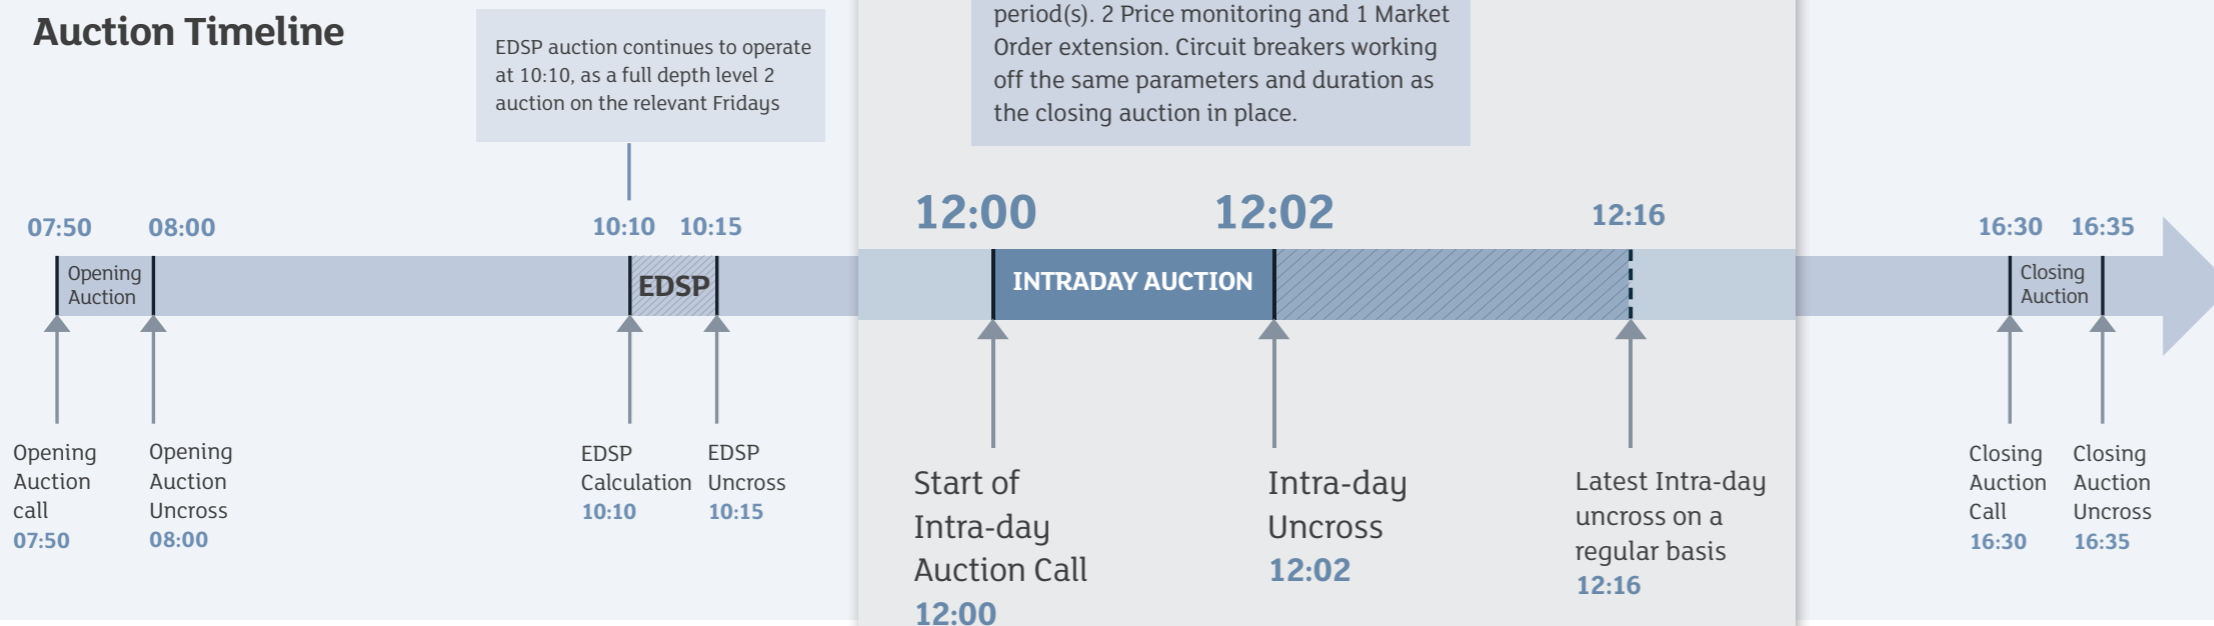 Auction Timeline
EDSP auction continues to operate
at 10:10, as a full depth level 2
auction on the relevant Fridays
period(s). 2 Price monitoring and 1 Market
Order extension. Circuit breakers working
off the same parameters and duration as
the closing auction in place.
07:50
08:00
10:10
10:15
12:00
12:02
12:16
16:30
16:35
Opening
Auction
EDSP
INTRADAY AUCTION
Closing
Auction
Opening
Auction
call
07:50
Opening
Auction
Uncross
08:00
EDSP
Calculation
10:10
EDSP
Uncross
10:15
Start of
Intra-day
Auction Call
12:00
Intra-day
Uncross
12:02
Latest Intra-day
uncross on a
regular basis
12:16
Closing
Auction
Call
16:30
Closing
Auction
Uncross
16:35